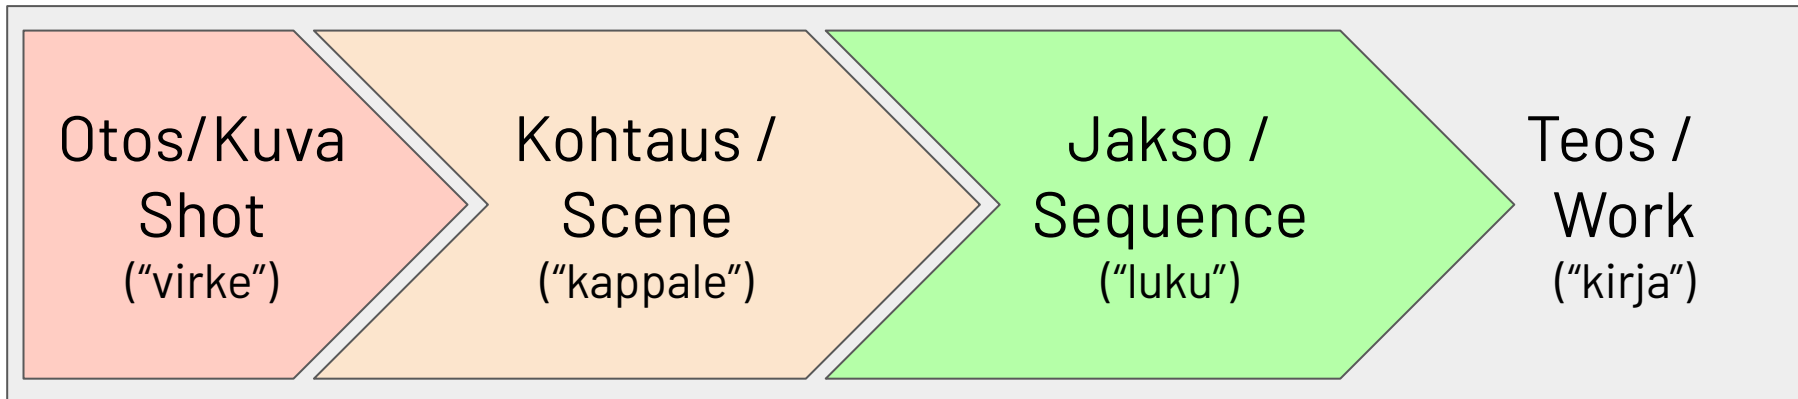 Otos/Kuva
Shot
(“virke”)
Kohtaus /
Scene
(“kappale”)
Jakso /
Sequence
(“luku”)
Teos /
Work
(“kirja”)